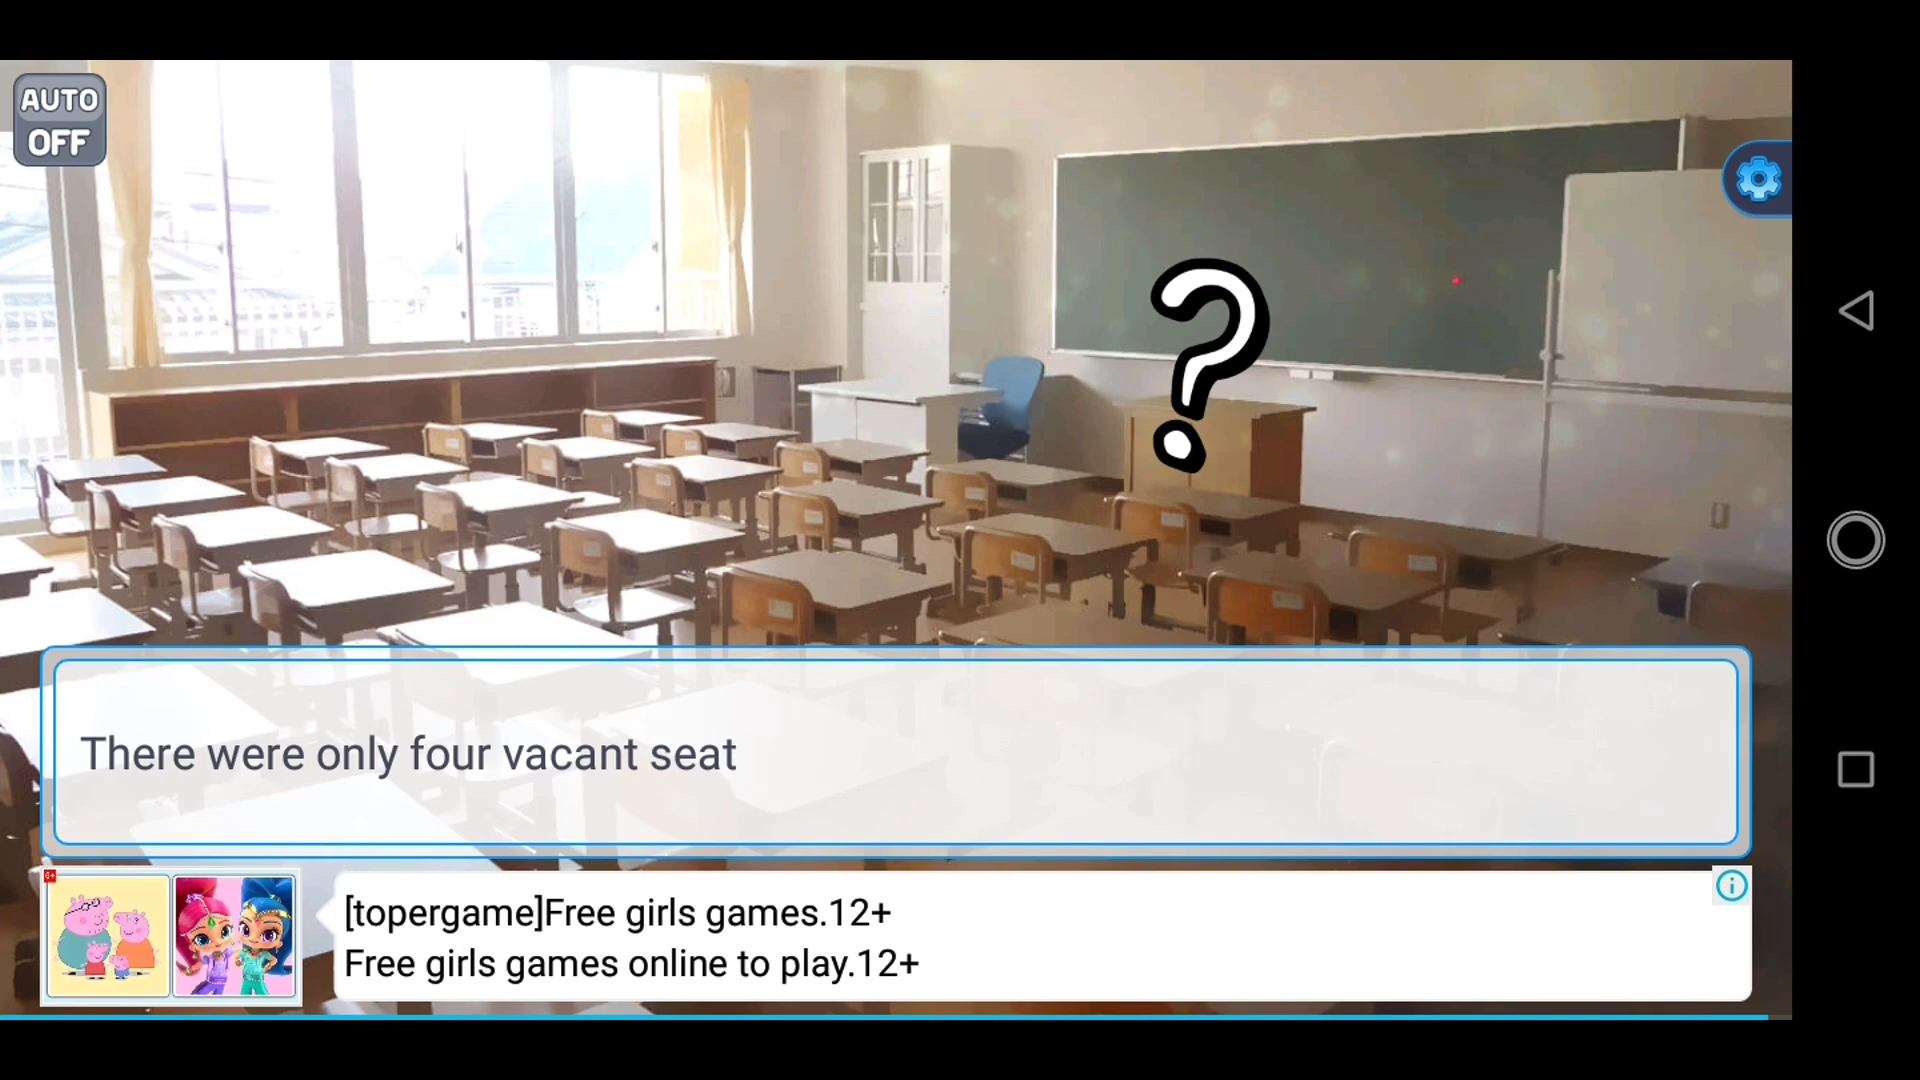 AUTO
OFF
?
There were only four vacant seat
[topergame]Free girls games.12+
Free girls games online to play.12+